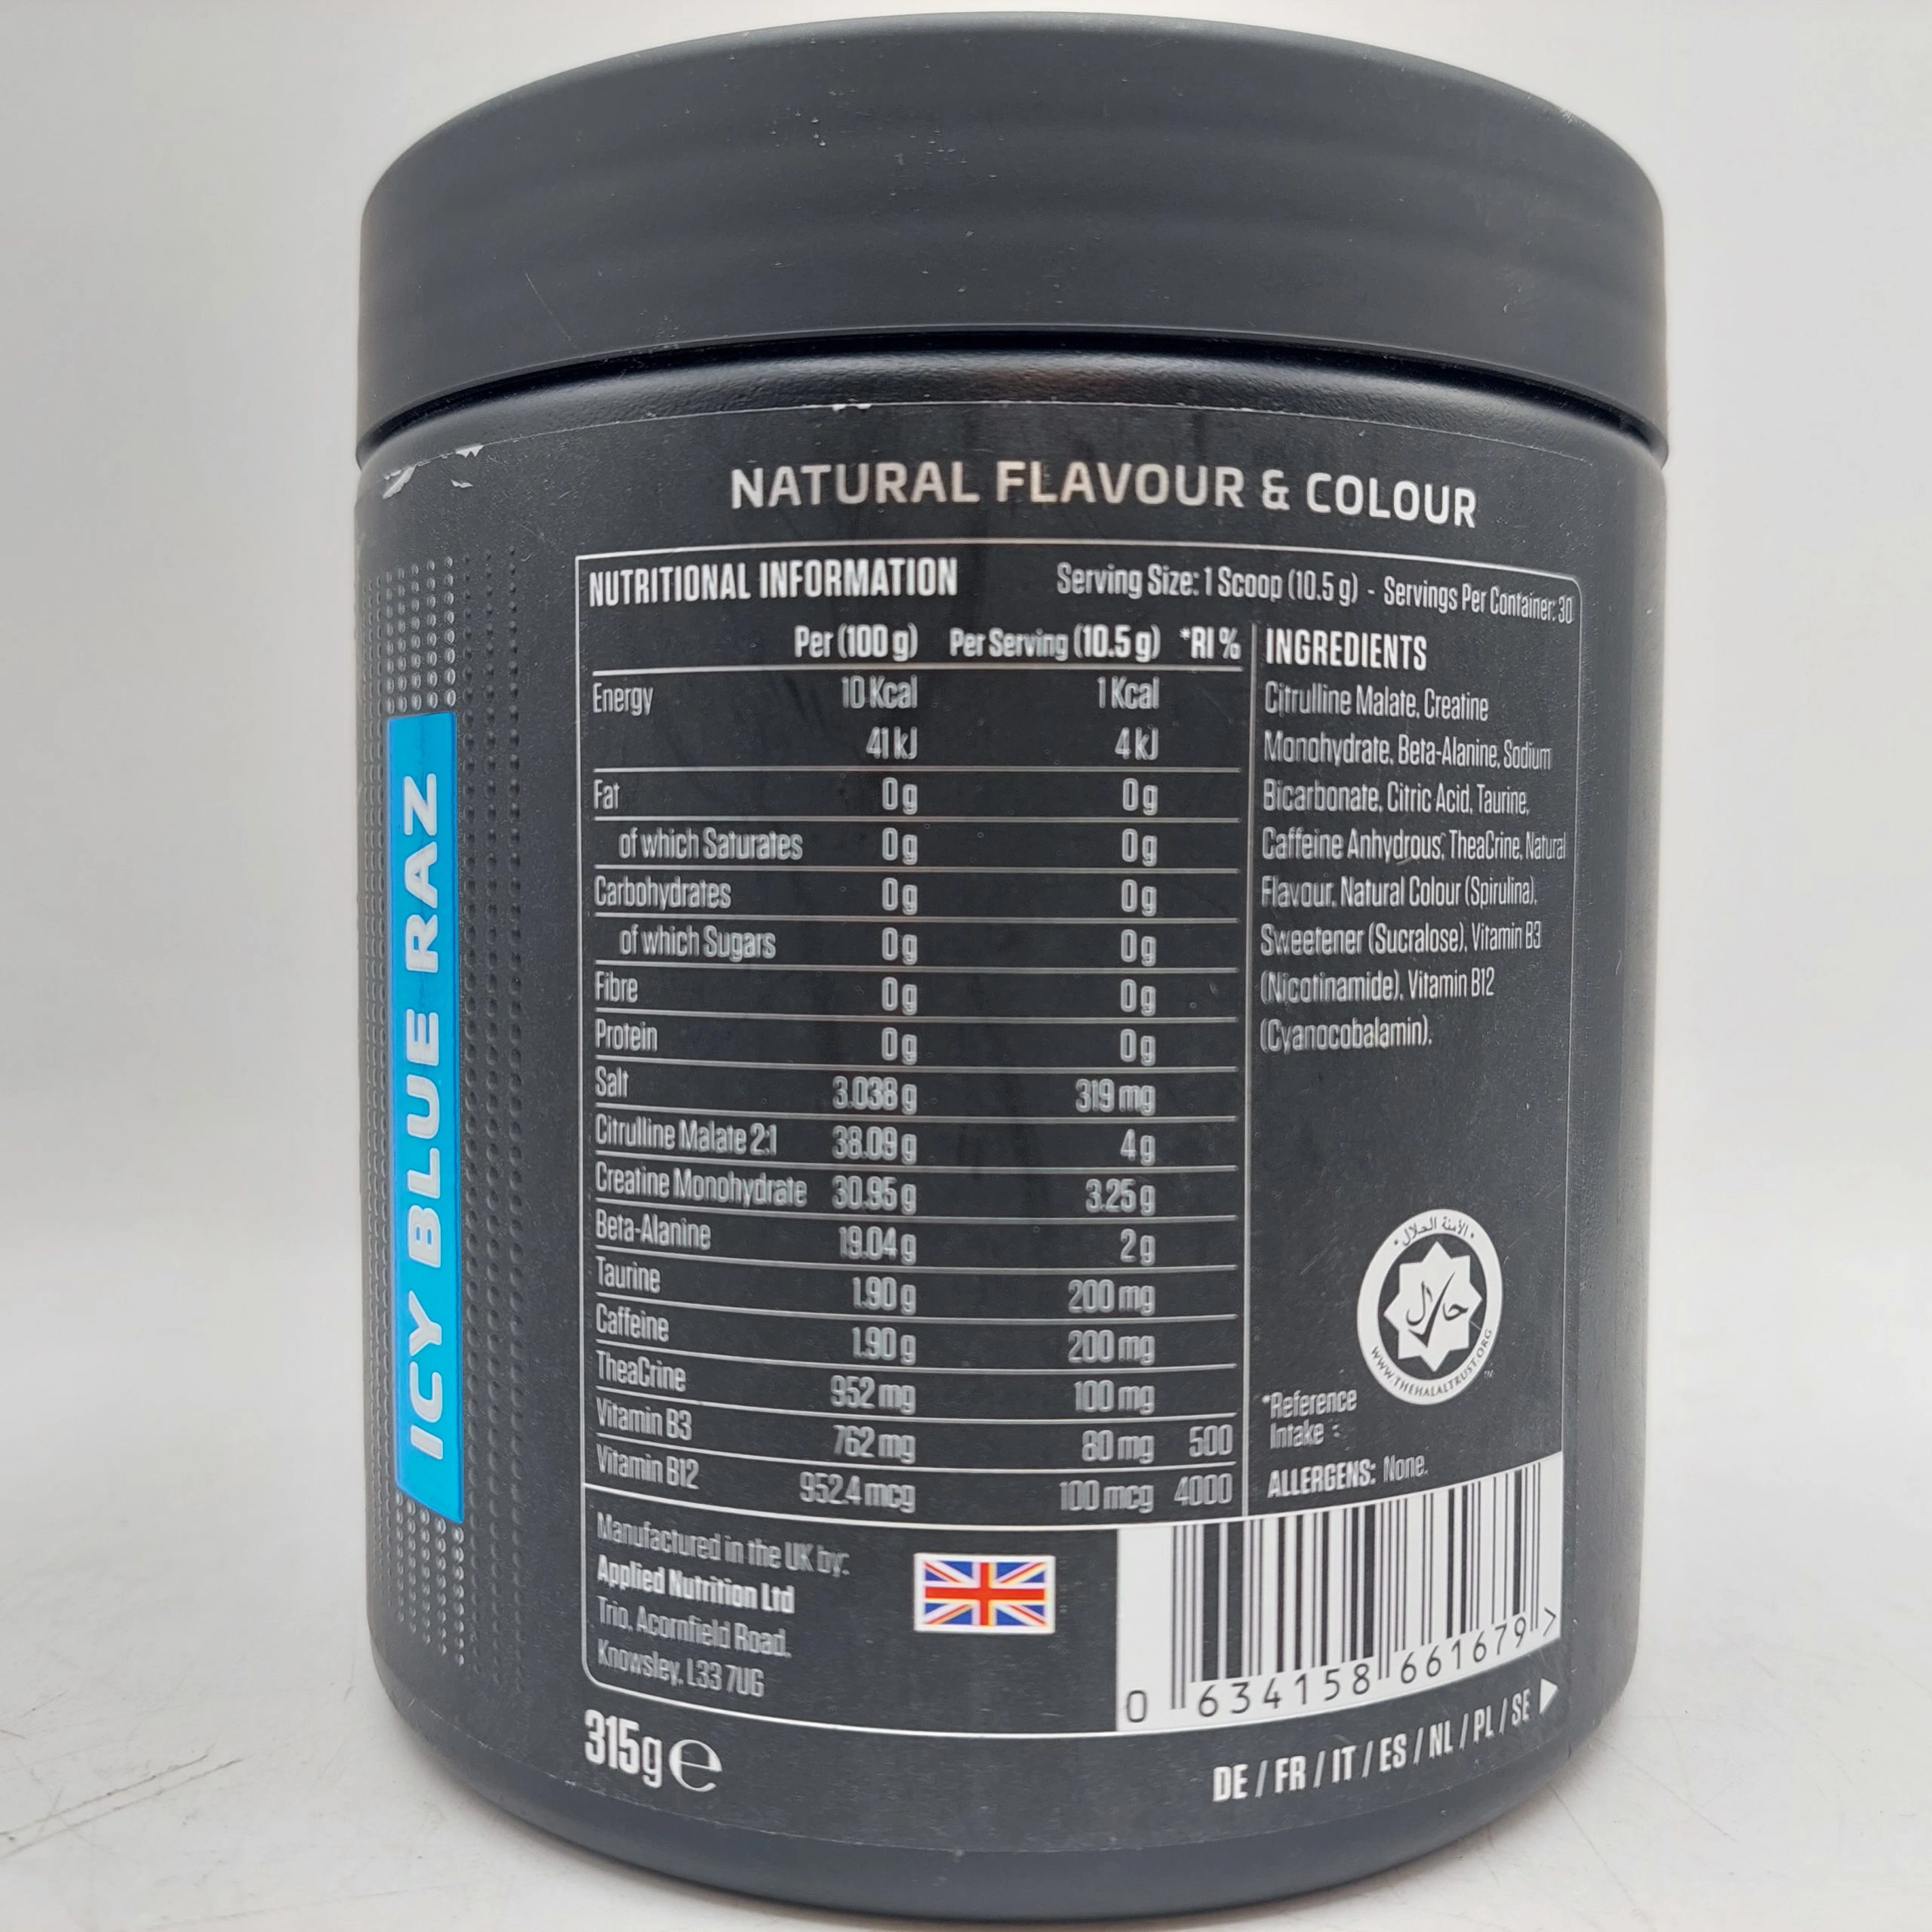 NATURAL FLAVOUR & COLOUR
ICY BLUE RAZ
NUTRITIONAL INFORMATION Serving Size: 1 Scoop (10.5 g) - Servings Per Container: 30
Per (100 g) Per Serving (10.5 g) *RI %
Energy 10 Kcal 1 Kcal
41 kJ 4 kJ
Fat 0 g 0 g
of which Saturates 0 g 0 g
Carbohydrates 0 g 0 g
of which Sugars 0 g 0 g
Fibre 0 g 0 g
Protein 0 g 0 g
Salt 3.038 g 319 mg
Citrulline Malate 2:1 38.09 g 4 g
Creatine Monohydrate 30.95 g 3.25 g
Beta-Alanine 19.04 g 2 g
Taurine 1.90 g 200 mg
Caffeine 1.90 g 200 mg
TheaCrine 952 mg 100 mg
Vitamin B3 762 mg 80 mg 500
Vitamin B12 952.4 mcg 100 mcg 4000
INGREDIENTS
Citrulline Malate, Creatine
Monohydrate, Beta-Alanine, Sodium
Bicarbonate, Citric Acid, Taurine,
Caffeine Anhydrous, TheaCrine, Natural
Flavour, Natural Colour (Spirulina),
Sweetener (Sucralose), Vitamin B3
(Nicotinamide), Vitamin B12
(Cyanocobalamin).
الأمنة الحلال
حلال
WWW.THEHALALTRUST.ORG
TM
*Reference
Intake
ALLERGENS: None.
Manufactured in the UK by:
Applied Nutrition Ltd
Trio, Acornfield Road,
Knowsley, L33 7UG
0 634158 661679 >
315g e
DE / FR / IT / ES / NL / PL / SE